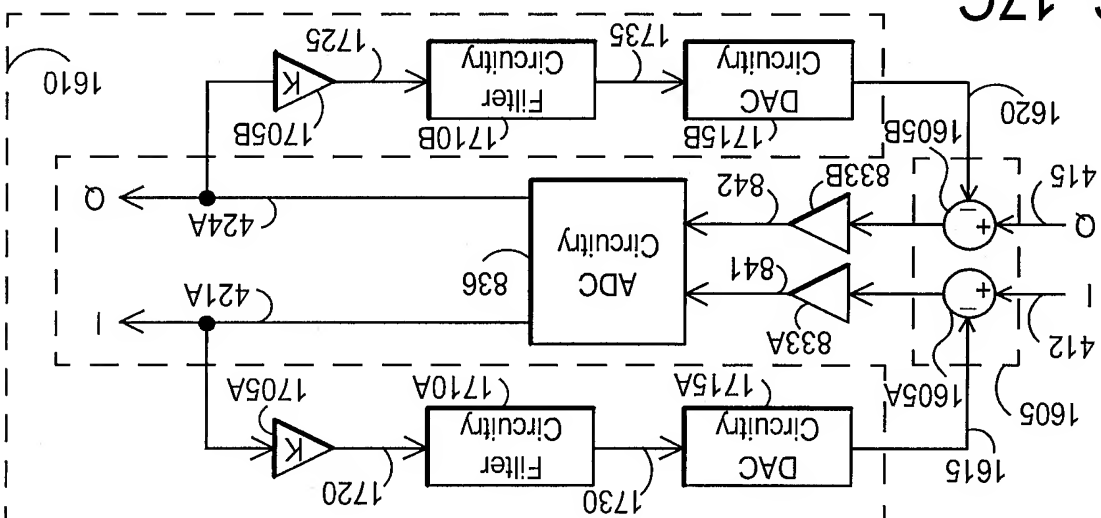 1615
DAC
Circuitry
1730
Filter
Circuitry
1720
K
1605
1605A
1715A
1710A
1705A
412
I
833A
841
ADC
Circuitry
836
421A
I
Q
415
833B
842
424A
Q
1605B
1620
1715B
DAC
Circuitry
1735
1710B
Filter
Circuitry
1705B
K
1725
1610
17C